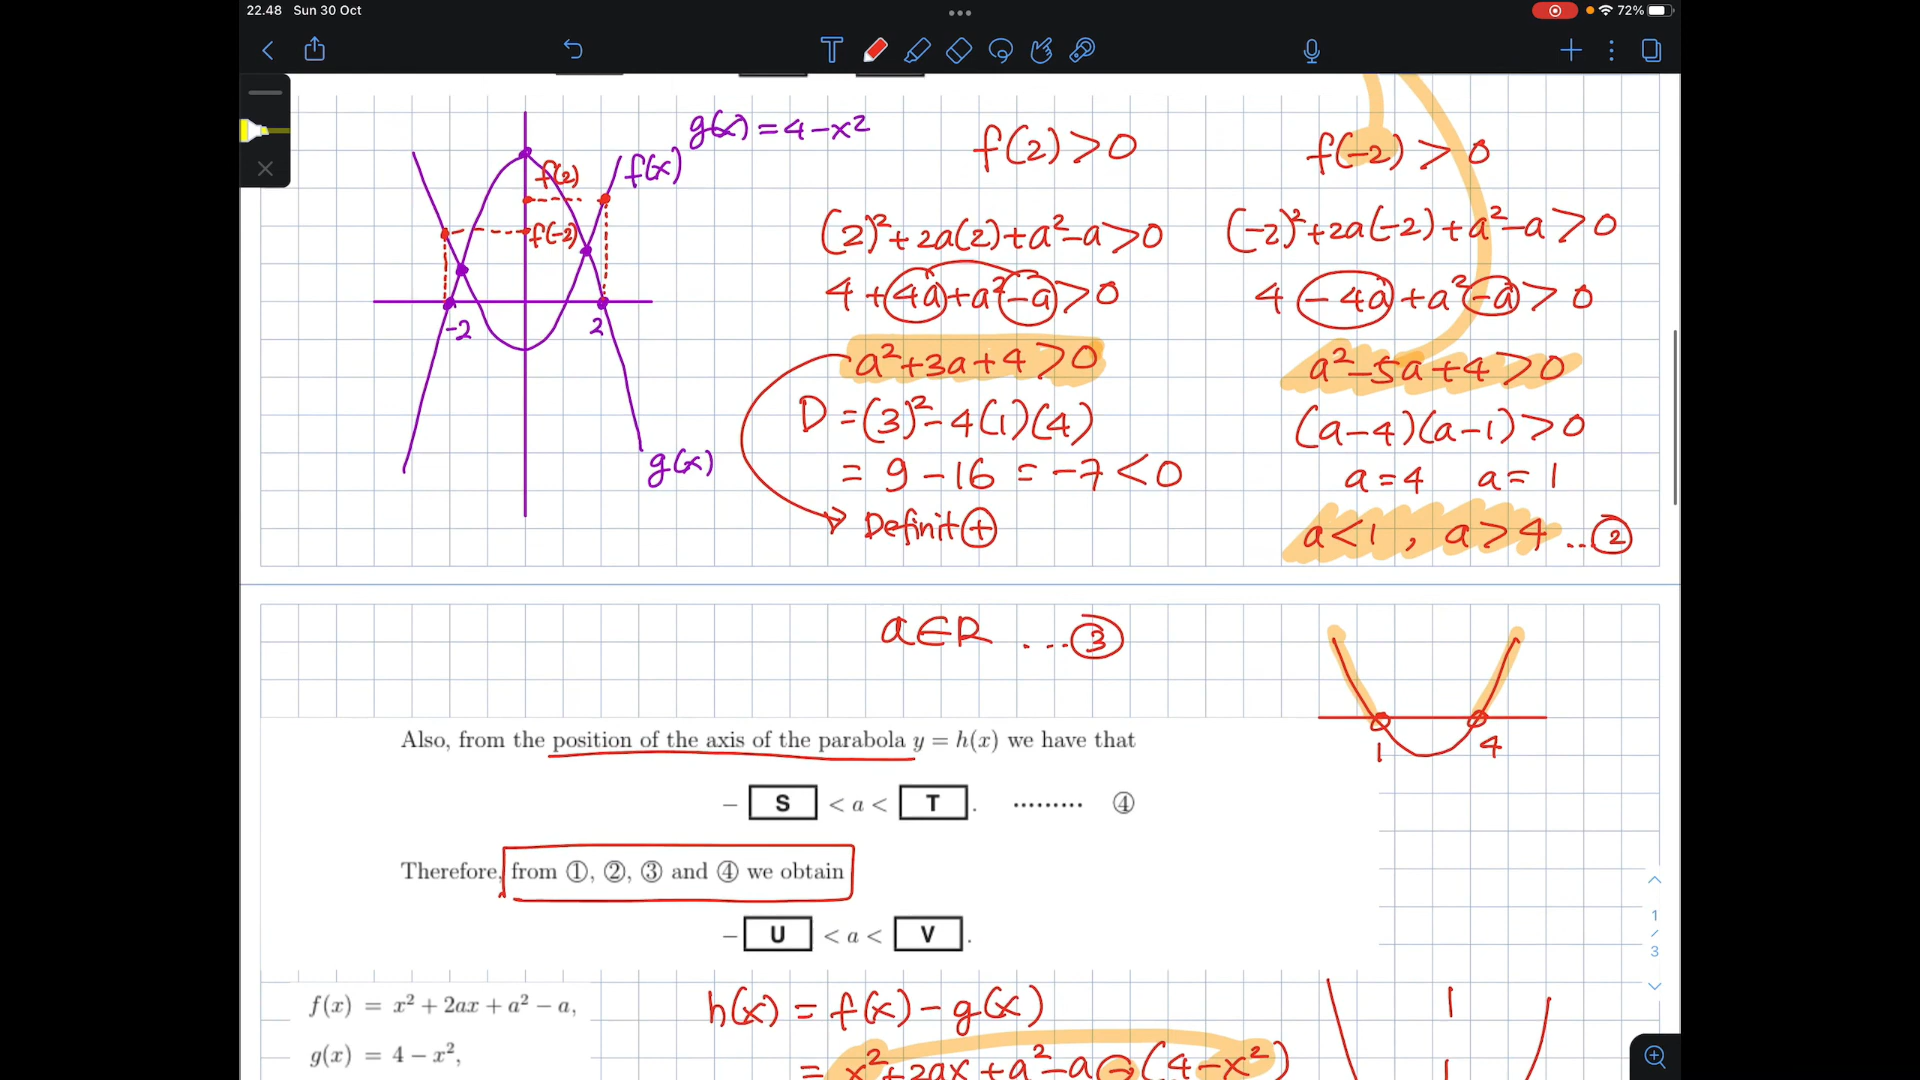 22.48 Sun 30 Oct
72%
g(x) = 4 - x²
f(x)
f(2)
f(-2)
-2
2
g(x)
f(2) > 0
(2)² + 2a(2) + a² - a > 0
4 + 4a + a² - a > 0
a² + 3a + 4 > 0
D = (3)² - 4(1)(4)
= 9 - 16 = -7 < 0
Definit ⊕
f(-2) > 0
(-2)² + 2a(-2) + a² - a > 0
4 - 4a + a² - a > 0
a² - 5a + 4 > 0
(a-4)(a-1) > 0
a = 4 a = 1
a < 1 , a > 4 ...②
a ∈ R ....③
1
4
Also, from the position of the axis of the parabola y = h(x) we have that
− S < a < T . ········· ④
Therefore, from ①, ②, ③ and ④ we obtain
− U < a < V .
1
/
3
f(x) = x² + 2ax + a² − a,
g(x) = 4 − x²,
h(x) = f(x) - g(x)
= x² + 2ax + a² - a - (4 - x²)